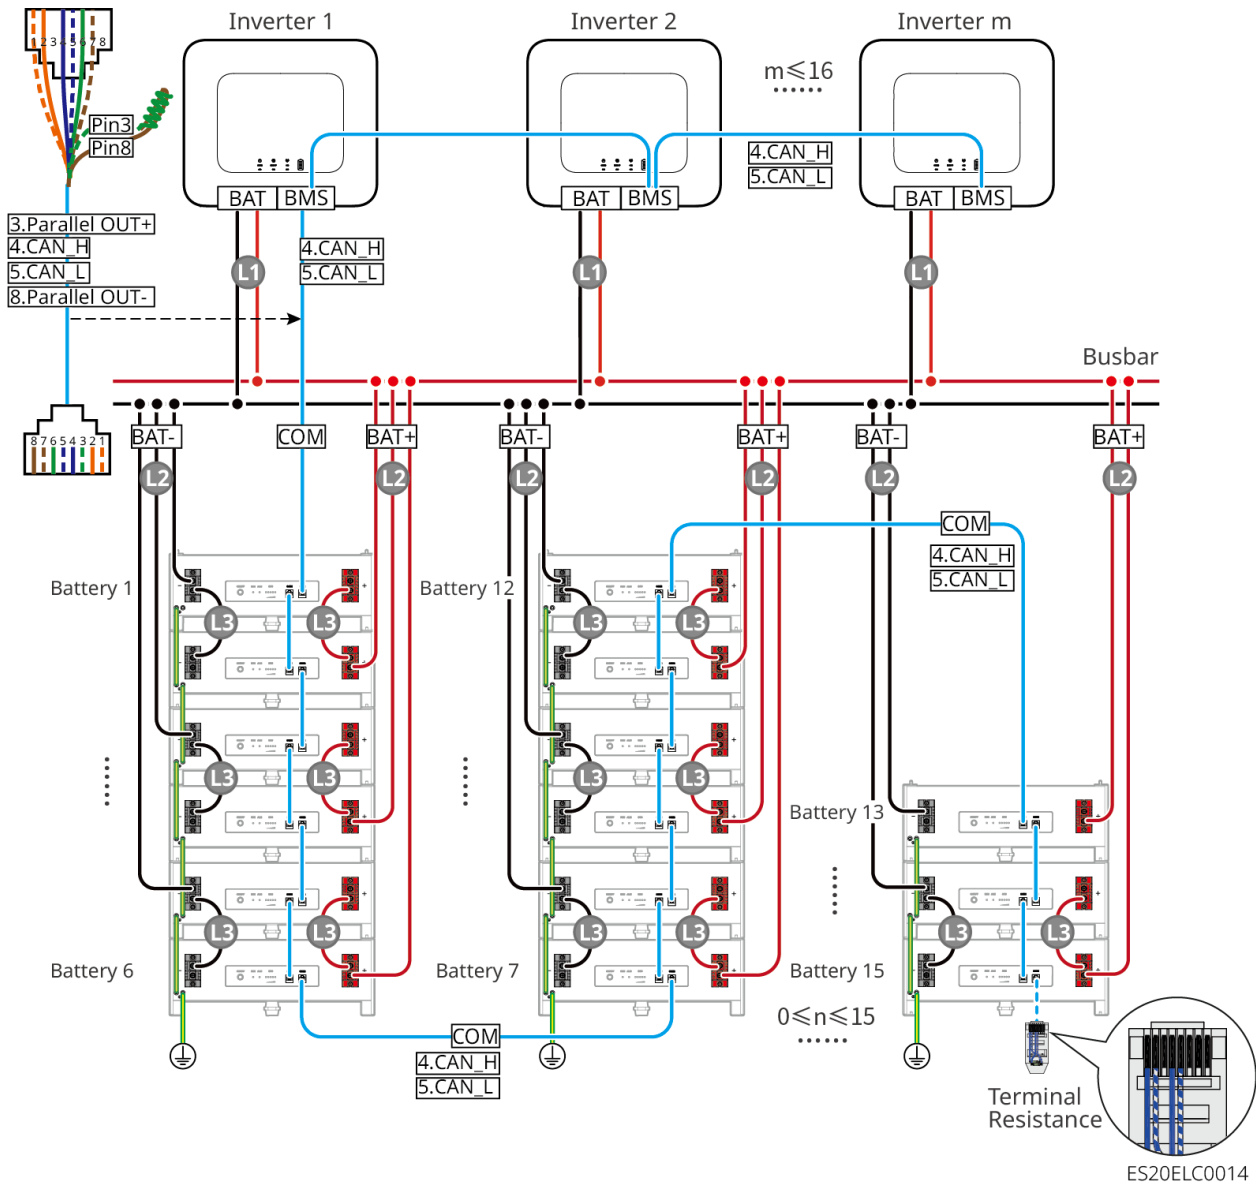 Inverter 1
Inverter 2
Inverter m
1 2 3 4 5 6 7 8
m≤16
Pin3
Pin8
4.CAN_H
5.CAN_L
BAT BMS
BAT BMS
BAT BMS
3.Parallel OUT+
4.CAN_H
5.CAN_L
8.Parallel OUT-
4.CAN_H
5.CAN_L
L1
L1
L1
Busbar
8 7 6 5 4 3 2 1
BAT-
COM
BAT+
BAT-
BAT+
BAT-
BAT+
L2
L2
L2
L2
L2
L2
COM
4.CAN_H
5.CAN_L
Battery 1
Battery 12
L3
L3
L3
L3
L3
L3
L3
L3
Battery 13
L3
L3
L3
L3
L3
L3
Battery 6
Battery 7
Battery 15
0≤n≤15
COM
4.CAN_H
5.CAN_L
Terminal
Resistance
ES20ELC0014